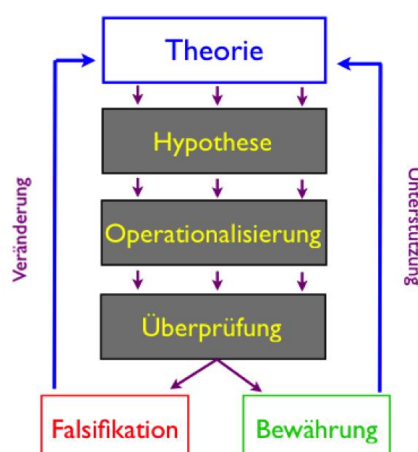 Theorie
Hypothese
Operationalisierung
Überprüfung
Falsifikation
Bewährung
Veränderung
Unterstützung